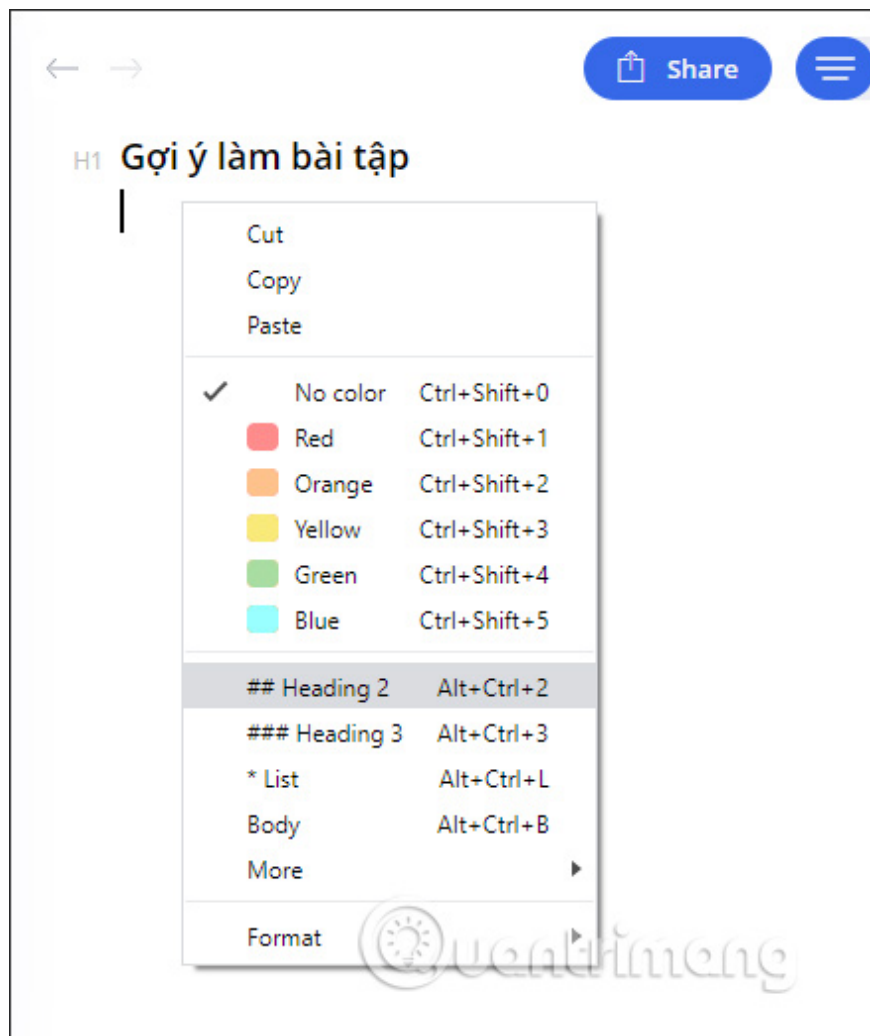 Share
H1 Gợi ý làm bài tập
Cut
Copy
Paste
No color Ctrl+Shift+0
Red Ctrl+Shift+1
Orange Ctrl+Shift+2
Yellow Ctrl+Shift+3
Green Ctrl+Shift+4
Blue Ctrl+Shift+5
## Heading 2 Alt+Ctrl+2
### Heading 3 Alt+Ctrl+3
* List Alt+Ctrl+L
Body Alt+Ctrl+B
More
Format
Quantrimang